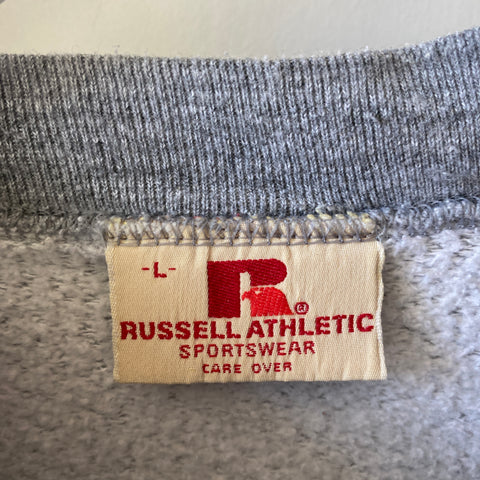 -L-
R ®
RUSSELL ATHLETIC
SPORTSWEAR
CARE OVER